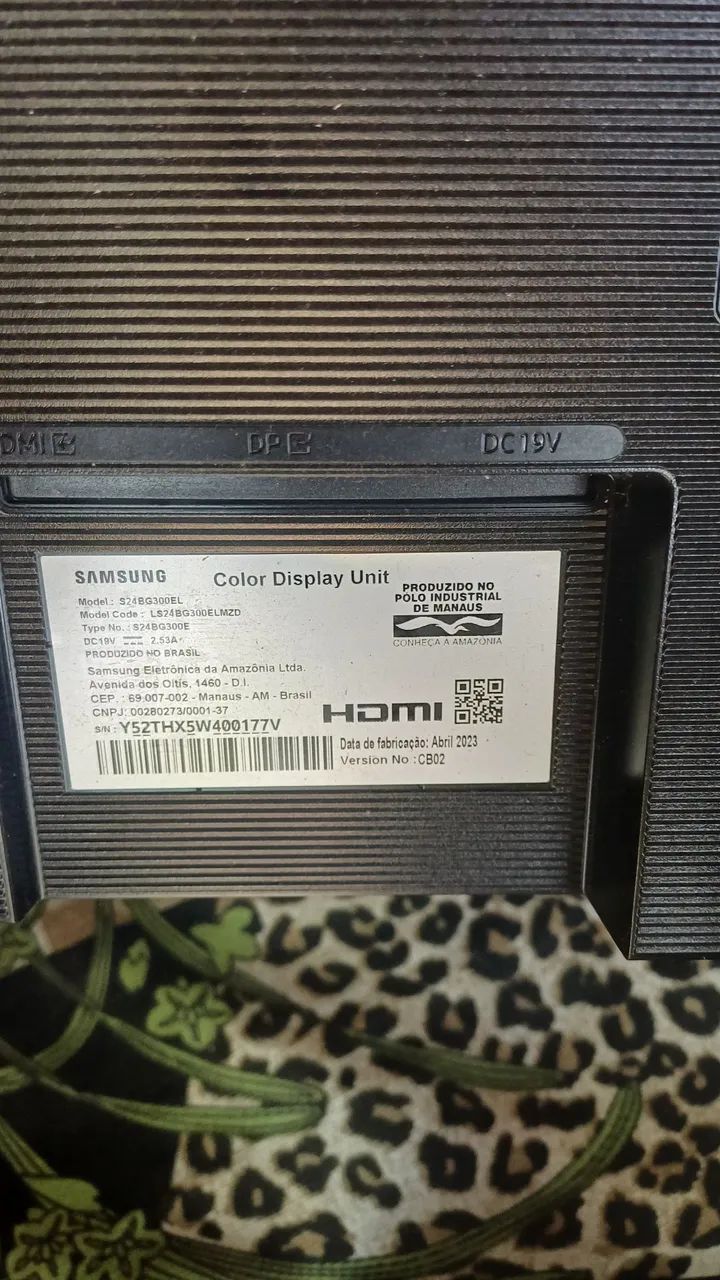 DMI
DP
DC19V
SAMSUNG
Color Display Unit
Model : S24BG300EL
Model Code : LS24BG300ELMZD
Type No. : S24BG300E
DC19V ⎓ 2.53A
PRODUZIDO NO BRASIL
PRODUZIDO NO
PÓLO INDUSTRIAL
DE MANAUS
CONHEÇA A AMAZÔNIA
Samsung Eletrônica da Amazônia Ltda.
Avenida dos Oitis, 1460 - D.I.
CEP. : 69.007-002 - Manaus - AM - Brasil
CNPJ: 00280273/0001-37
HDMI
S/N : Y52THX5W400177V
Data de fabricação: Abril 2023
Version No :CB02